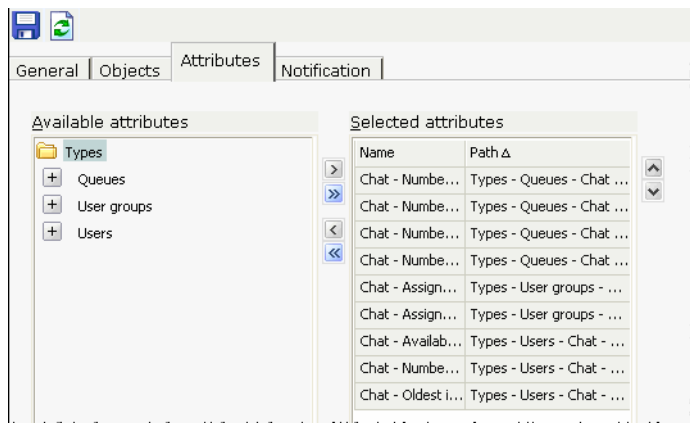 General Objects Attributes Notification
Available attributes
Types
Queues
User groups
Users
Selected attributes
Name Path
Chat - Numbe... Types - Queues - Chat ...
Chat - Numbe... Types - Queues - Chat ...
Chat - Numbe... Types - Queues - Chat ...
Chat - Numbe... Types - Queues - Chat ...
Chat - Assign... Types - User groups - ...
Chat - Assign... Types - User groups - ...
Chat - Availab... Types - Users - Chat - ...
Chat - Numbe... Types - Users - Chat - ...
Chat - Oldest i... Types - Users - Chat - ...